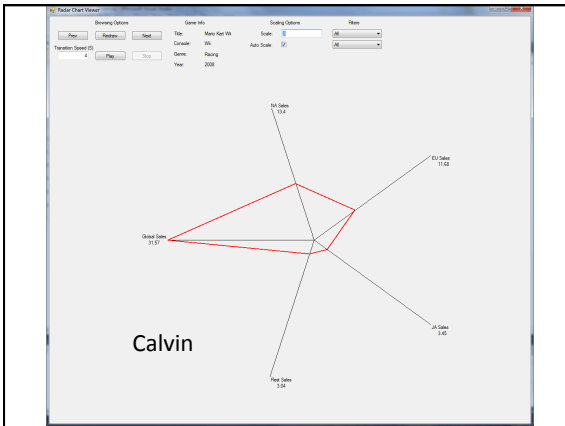 Radar Chart Viewer
Browsing Options
Game Info
Scaling Options
Filters
Prev
Redraw
Next
Title:
Mario Kart Wii
Scale:
All
Transition Speed (S)
Console:
Wii
Auto Scale:
All
4
Play
Stop
Genre:
Racing
Year:
2008
NA Sales
13.4
EU Sales
11.68
Global Sales
31.57
JA Sales
3.45
Rest Sales
3.04
Calvin